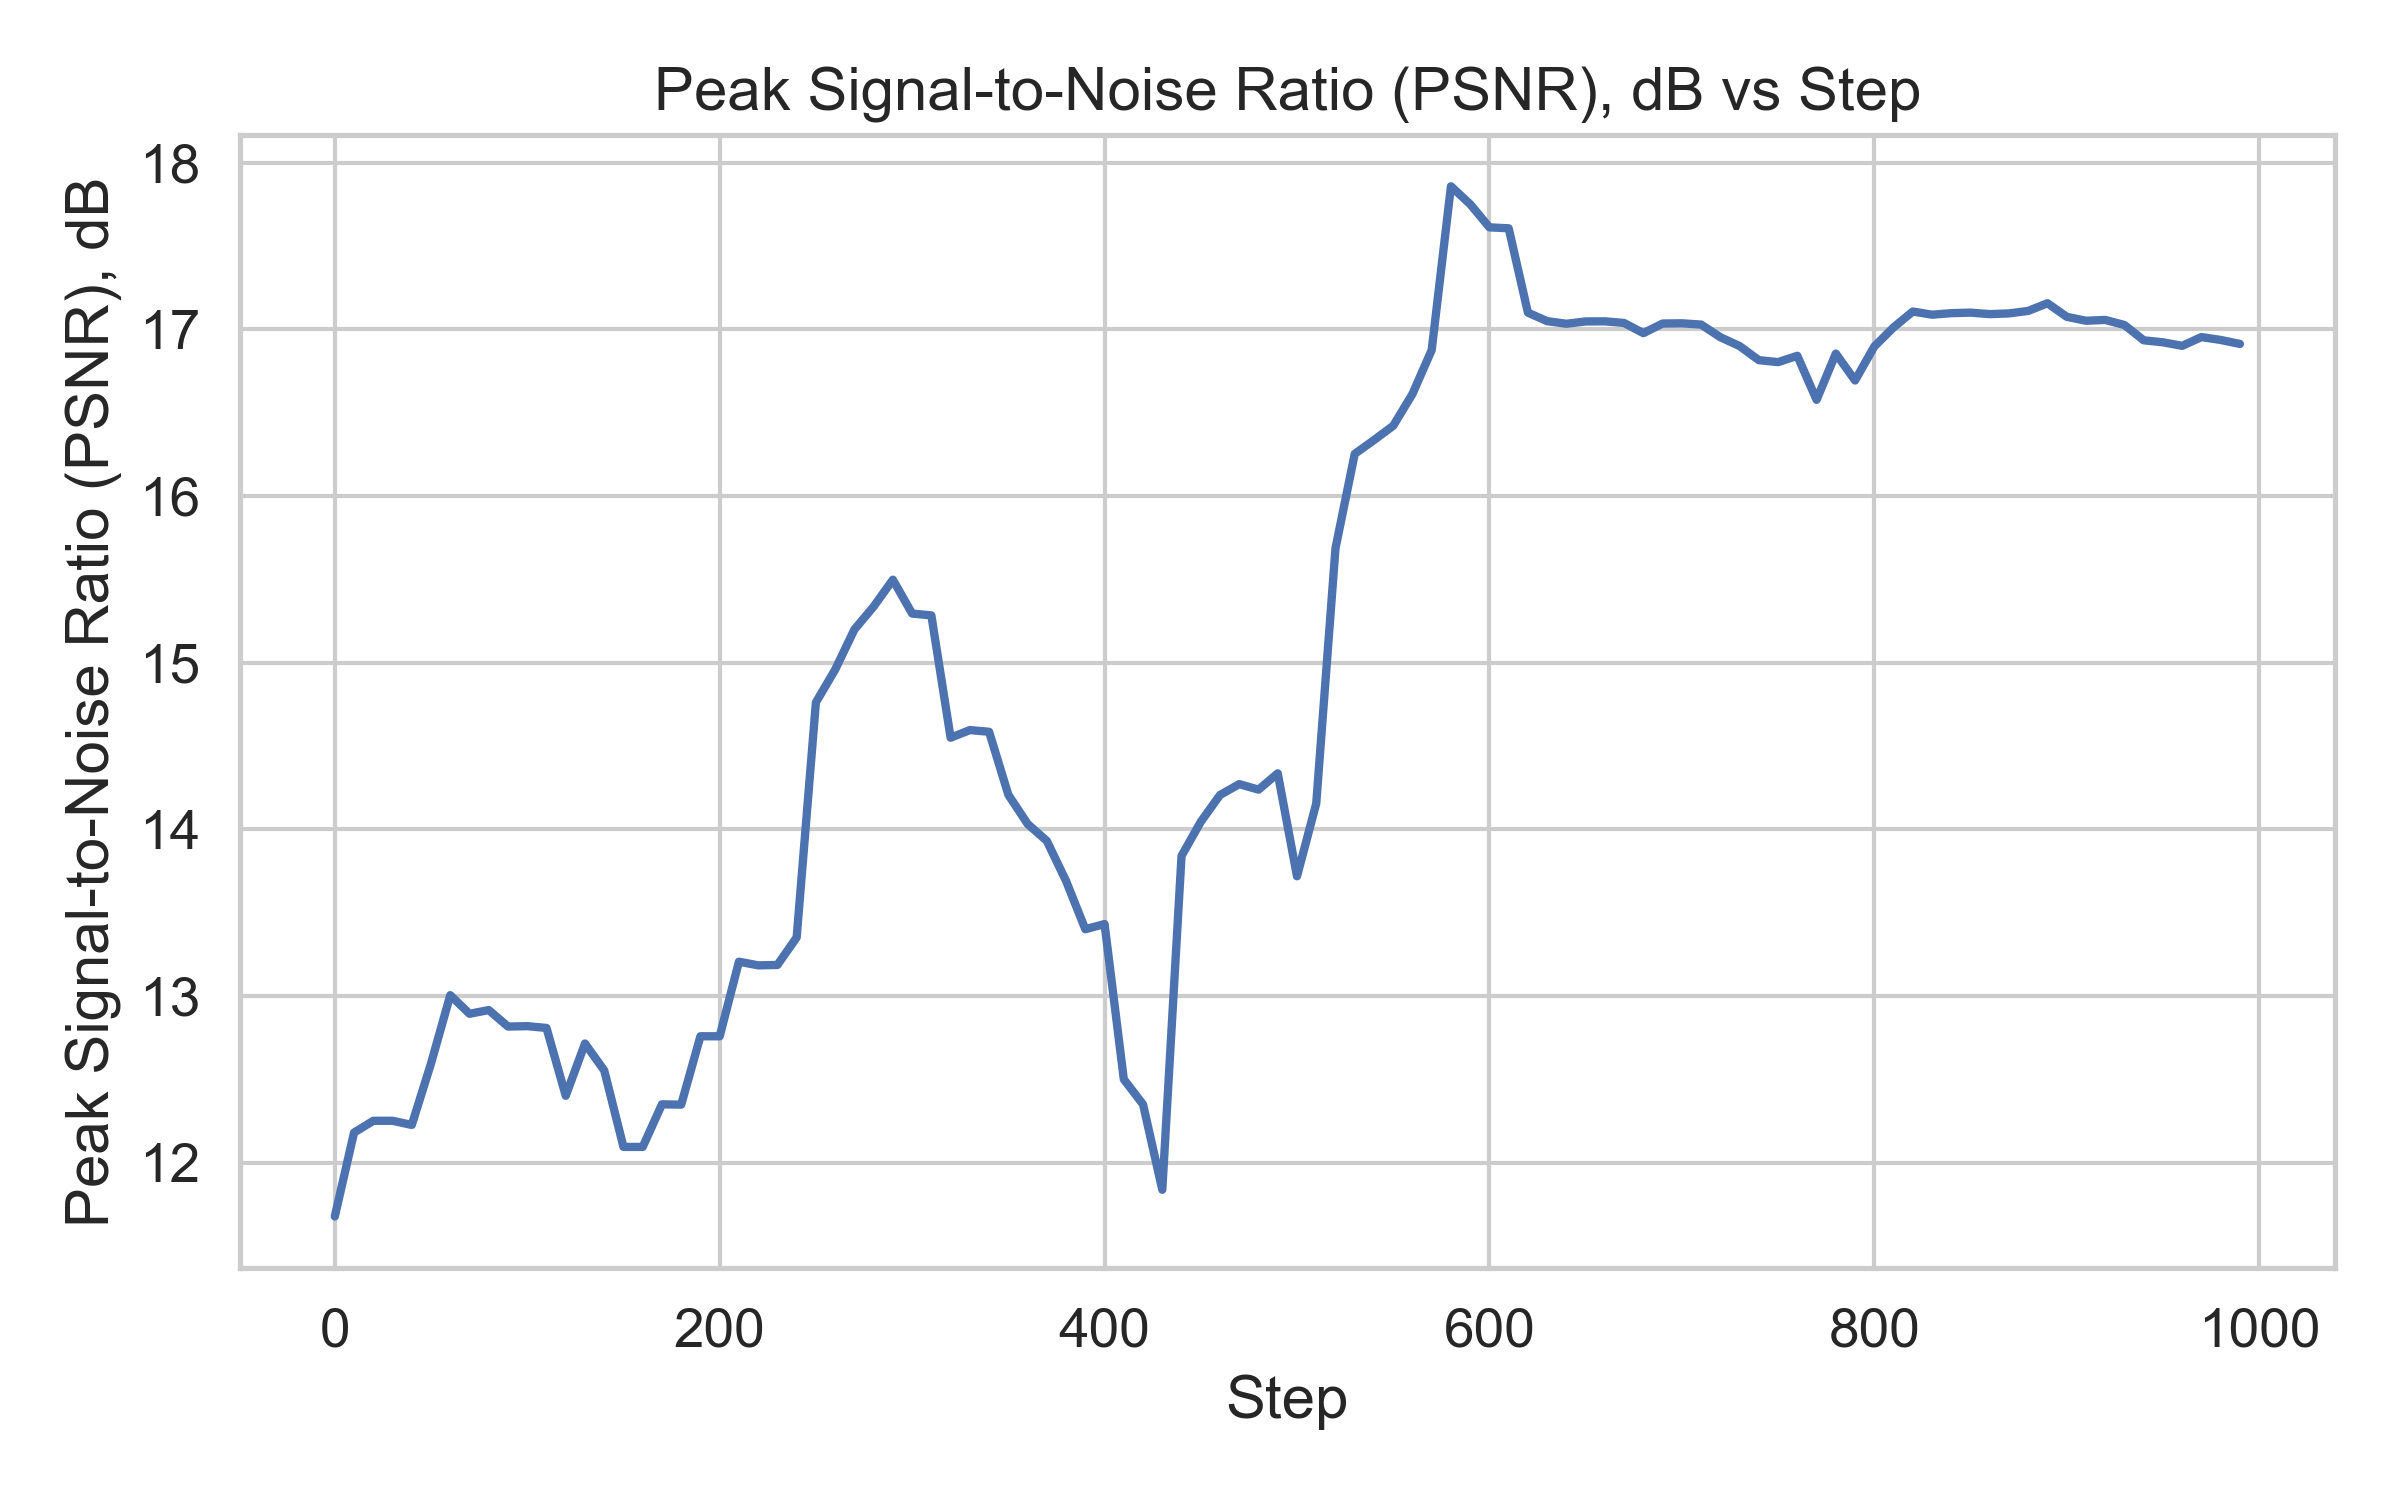 Peak Signal-to-Noise Ratio (PSNR), dB vs Step
Peak Signal-to-Noise Ratio (PSNR), dB
18
17
16
15
14
13
12
0 200 400 600 800 1000
Step